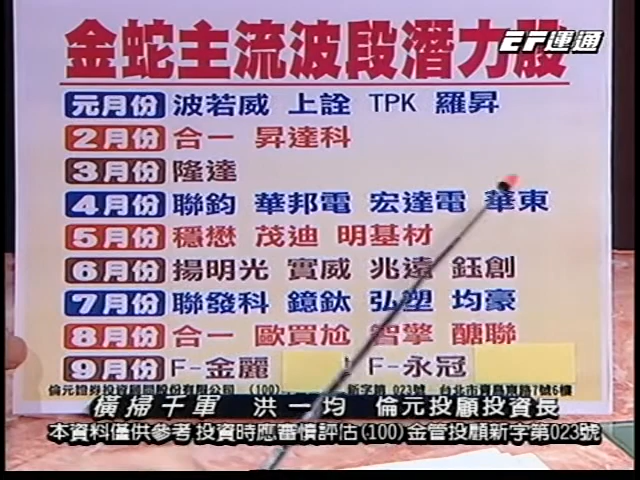 EF運通
金蛇主流波段潛力股
元月份 波若威 上詮 TPK 羅昇
2月份 合一 昇達科
3月份 隆達
4月份 聯鈞 華邦電 宏達電 華東
5月份 穩懋 茂迪 明基材
6月份 揚明光 實威 兆遠 鈺創
7月份 聯發科 鐿鈦 弘塑 均豪
8月份 合一 歐買尬 智擎 醣聯
9月份 F-金麗 F-永冠
倫元證券投資顧問股份有限公司 (100) 新字第 023號 台北市寶慶路7號6樓
橫掃千軍 洪一均 倫元投顧投資長
本資料僅供參考 投資時應審慎評估(100)金管投顧新字第023號